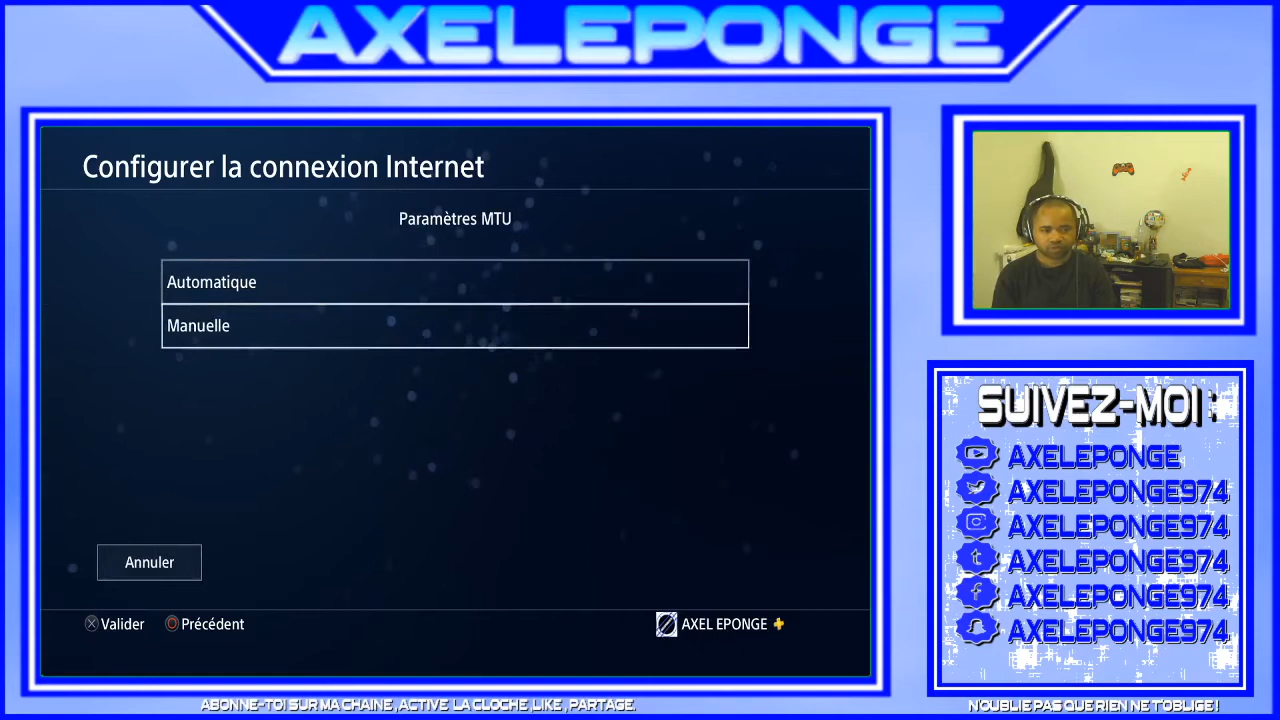 AXELEPONGE
Configurer la connexion Internet
Paramètres MTU
Automatique
Manuelle
Annuler
Valider
Précédent
AXEL EPONGE
SUIVEZ-MOI :
AXELEPONGE
AXELEPONGE974
AXELEPONGE974
AXELEPONGE974
AXELEPONGE974
AXELEPONGE974
ABONNE-TOI SUR MA CHAINE, ACTIVE LA CLOCHE, LIKE, PARTAGE.
N'OUBLIE PAS QUE RIEN NE T'OBLIGE !